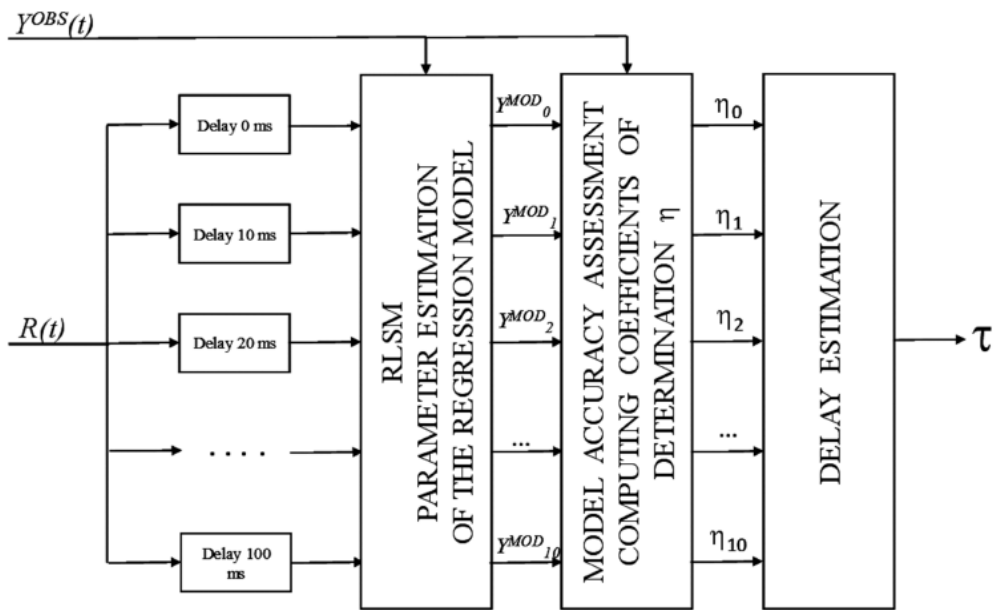 Y^OBS(t)
R(t)
Delay 0 ms
Delay 10 ms
Delay 20 ms
. . . .
Delay 100
ms
RLSM
PARAMETER ESTIMATION
OF THE REGRESSION MODEL
Y^MOD_0
Y^MOD_1
Y^MOD_2
...
Y^MOD_10
MODEL ACCURACY ASSESSMENT
COMPUTING COEFFICIENTS OF
DETERMINATION η
η₀
η₁
η₂
...
η₁₀
DELAY ESTIMATION
τ